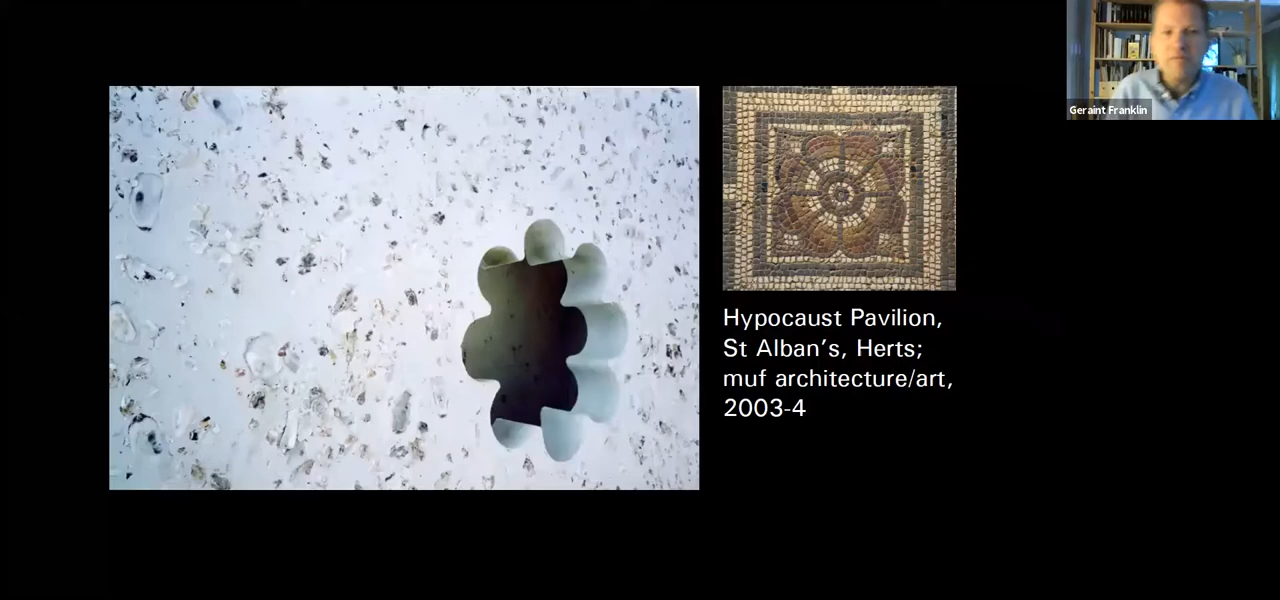 Geraint Franklin
Hypocaust Pavilion,
St Alban’s, Herts;
muf architecture/art,
2003-4